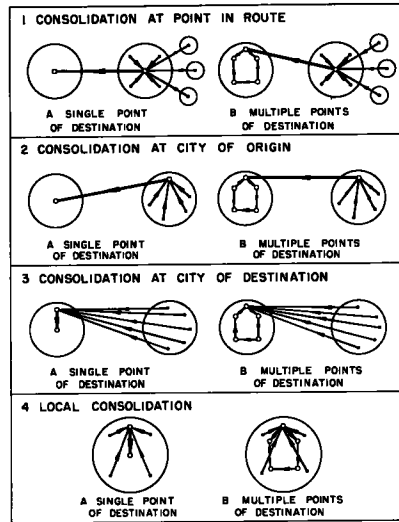 1 CONSOLIDATION AT POINT IN ROUTE
A SINGLE POINT
OF DESTINATION
B MULTIPLE POINTS
OF DESTINATION
2 CONSOLIDATION AT CITY OF ORIGIN
A SINGLE POINT
OF DESTINATION
B MULTIPLE POINTS
OF DESTINATION
3 CONSOLIDATION AT CITY OF DESTINATION
A SINGLE POINT
OF DESTINATION
B MULTIPLE POINTS
OF DESTINATION
4 LOCAL CONSOLIDATION
A SINGLE POINT
OF DESTINATION
B MULTIPLE POINTS
OF DESTINATION